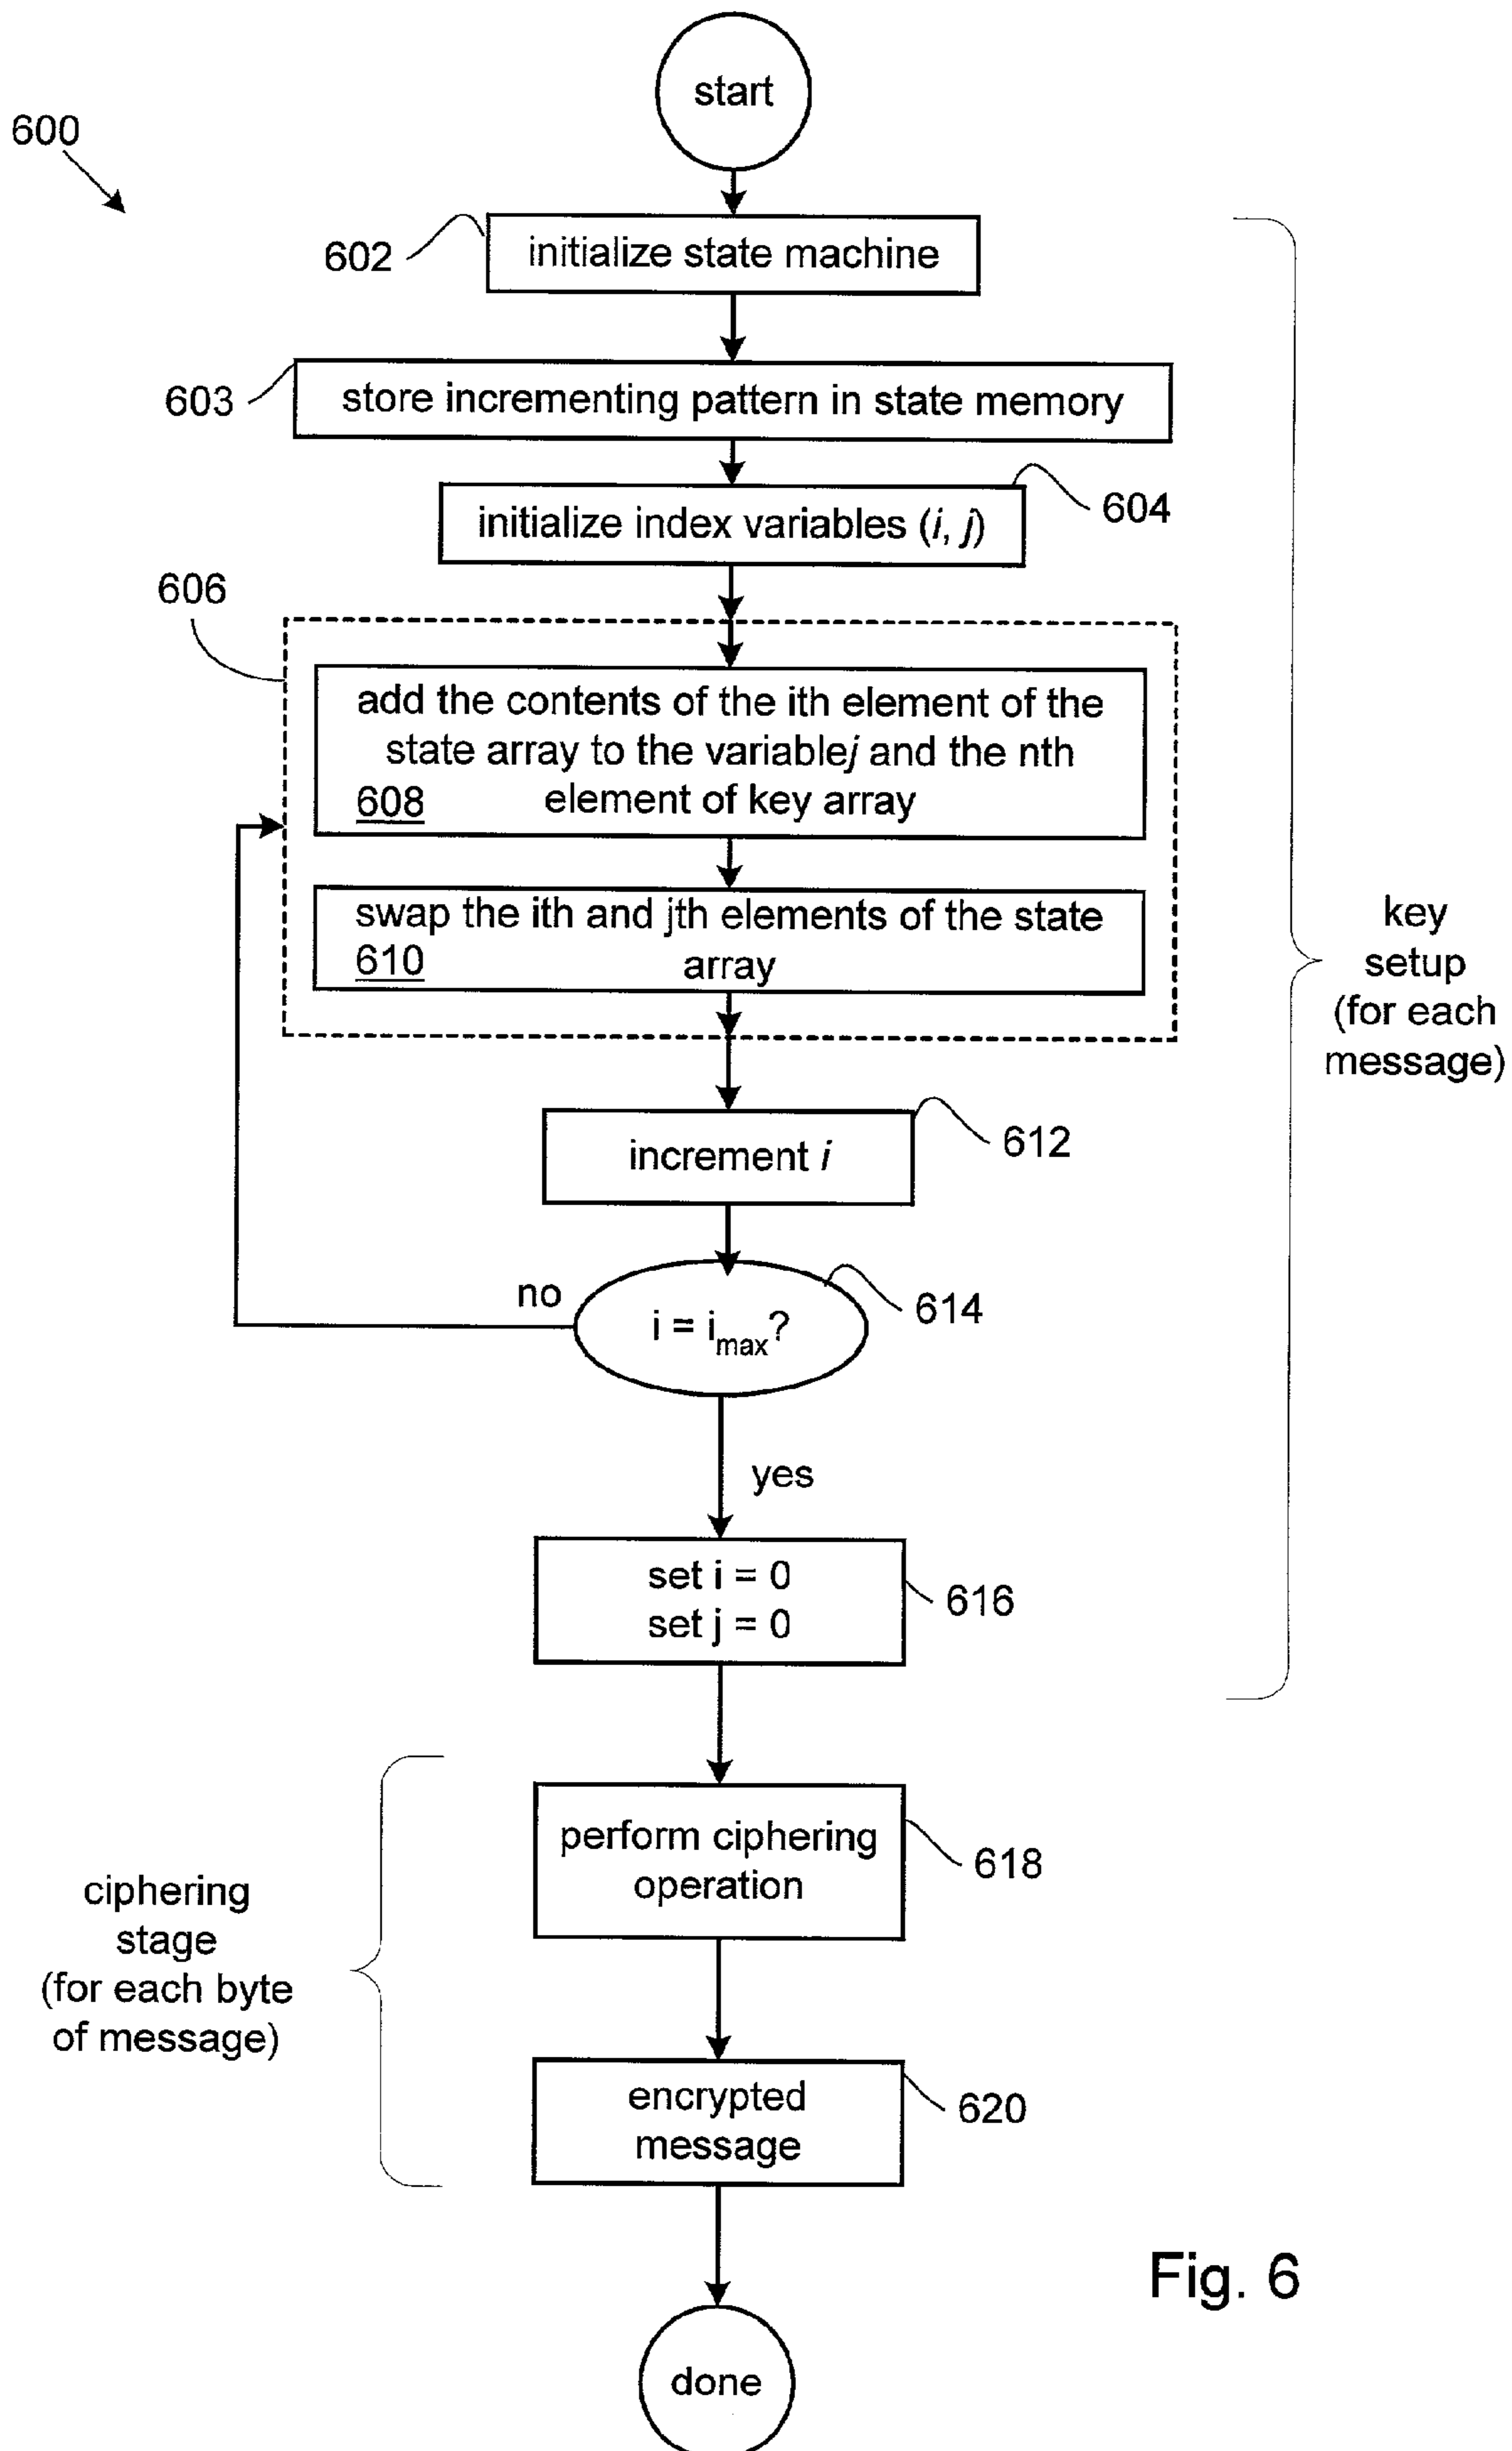 start
600
602
initialize state machine
603
store incrementing pattern in state memory
604
initialize index variables (i, j)
606
add the contents of the ith element of the
state array to the variablej and the nth
608 element of key array
swap the ith and jth elements of the state
610 array
key
setup
(for each
message)
increment i
612
no
i = imax?
614
yes
set i = 0
set j = 0
616
perform ciphering
operation
618
ciphering
stage
(for each byte
of message)
encrypted
message
620
Fig. 6
done